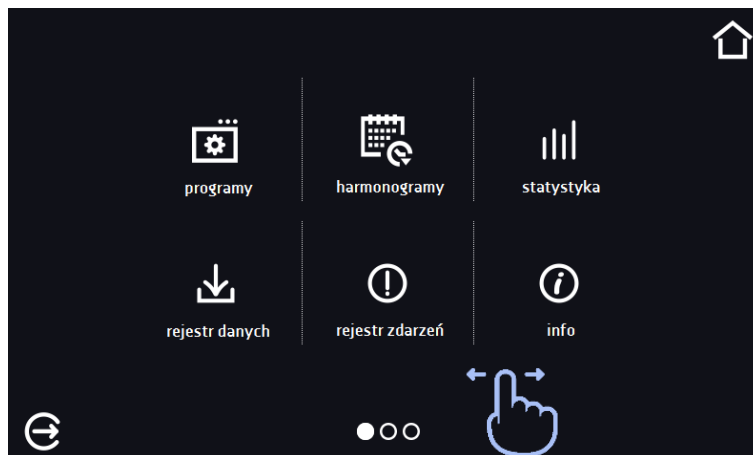 programy
harmonogramy
statystyka
rejestr danych
rejestr zdarzeń
info